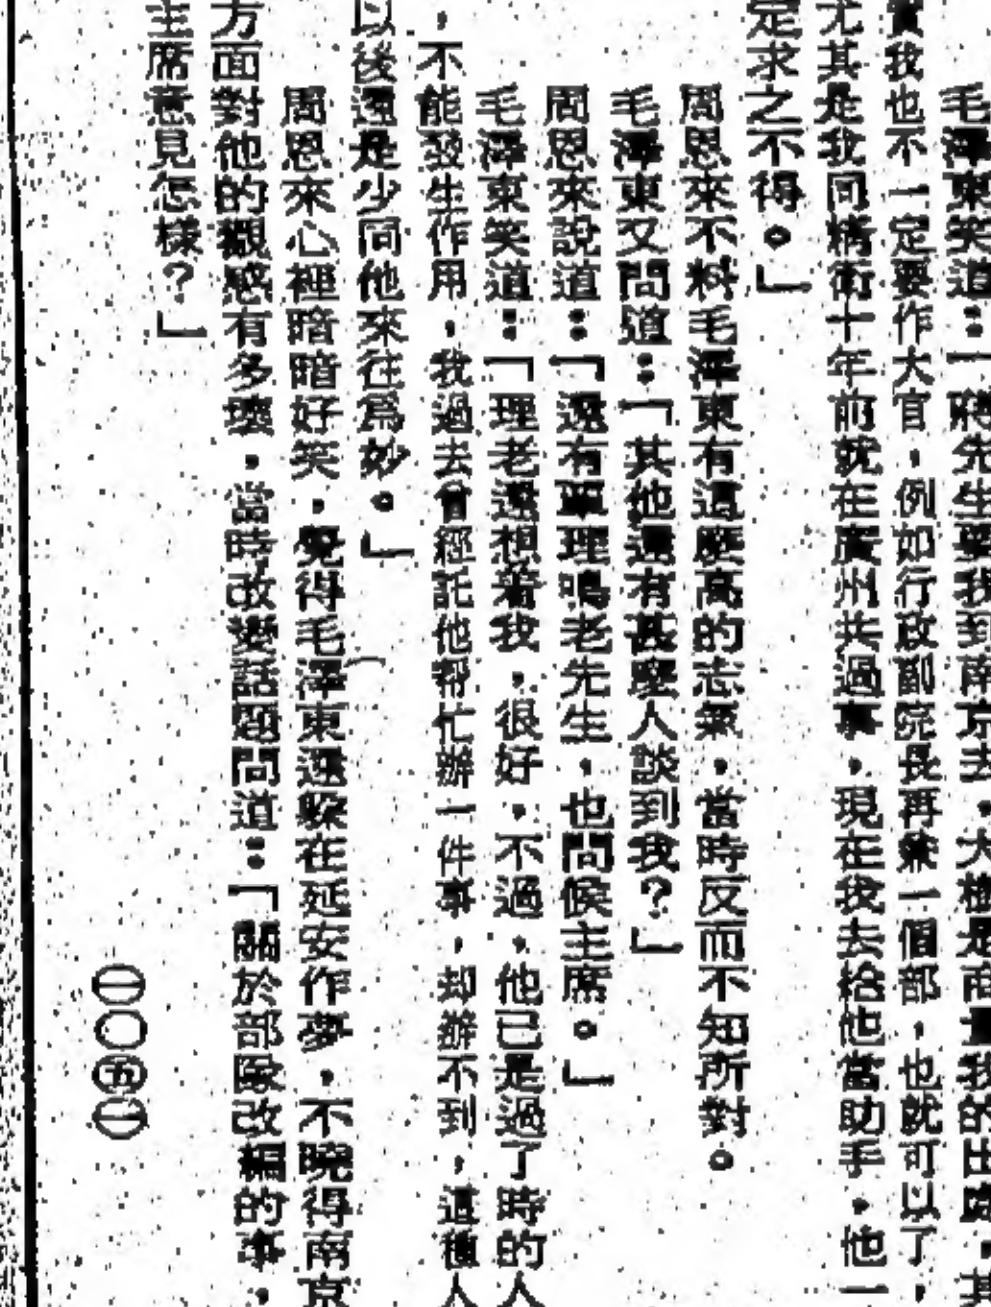 毛澤東笑道：「蔣先生要我到南京去，大概是商量我的出處，其
實我也不一定要作大官，例如行政副院長再兼一個部，也就可以了，
尤其是我同精衛十年前就在廣州共過事，現在我去給他當助手，他一
定求之不得。」
周恩來不料毛澤東有這麼高的志氣，當時反而不知所對。
毛澤東又問道：「其他還有甚麼人談到我？」
周恩來說道：「還有覃理鳴老先生，也問候主席。」
毛澤東笑道：「理老還想着我，很好，不過，他已是過了時的人
，不能發生作用，我過去曾經託他幫忙辦一件事，却辦不到，這種人
以後還是少同他來往爲妙。」
周恩來心裡暗暗好笑，覺得毛澤東還躲在延安作夢，不曉得南京
方面對他的觀感有多壞，當時改變話題問道：「關於部隊改編的事，
主席意見怎樣？」
一〇五一